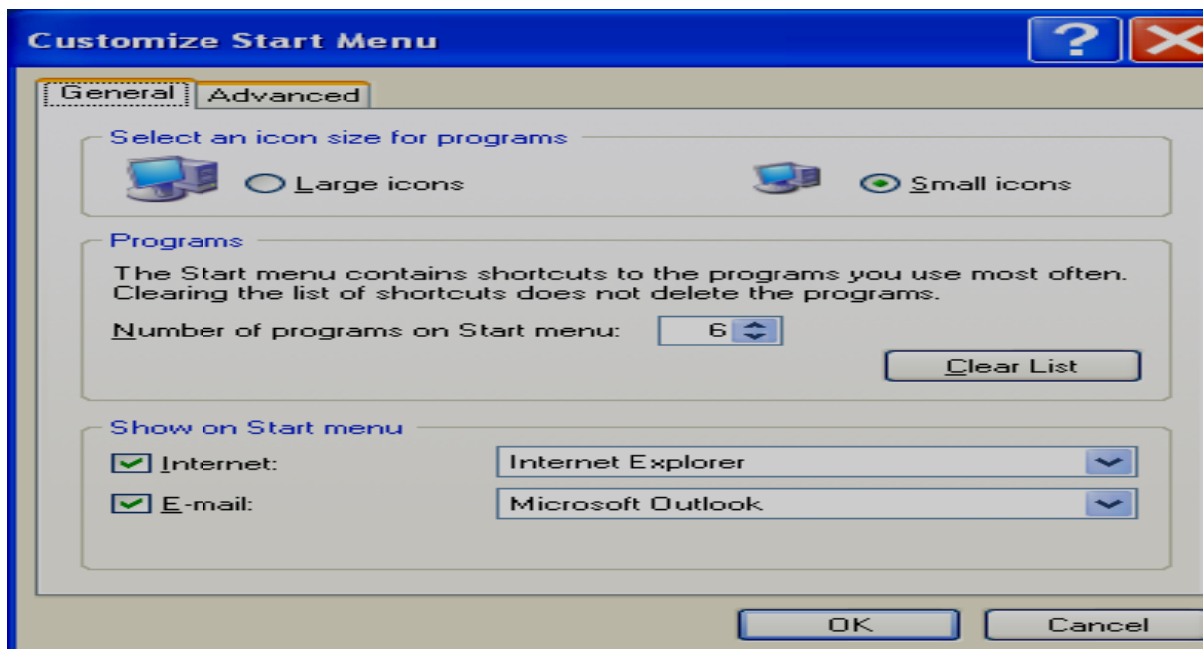 Customize Start Menu
?
General Advanced
Select an icon size for programs
Large icons Small icons
Programs
The Start menu contains shortcuts to the programs you use most often.
Clearing the list of shortcuts does not delete the programs.
Number of programs on Start menu: 6
Clear List
Show on Start menu
Internet: Internet Explorer
E-mail: Microsoft Outlook
OK Cancel